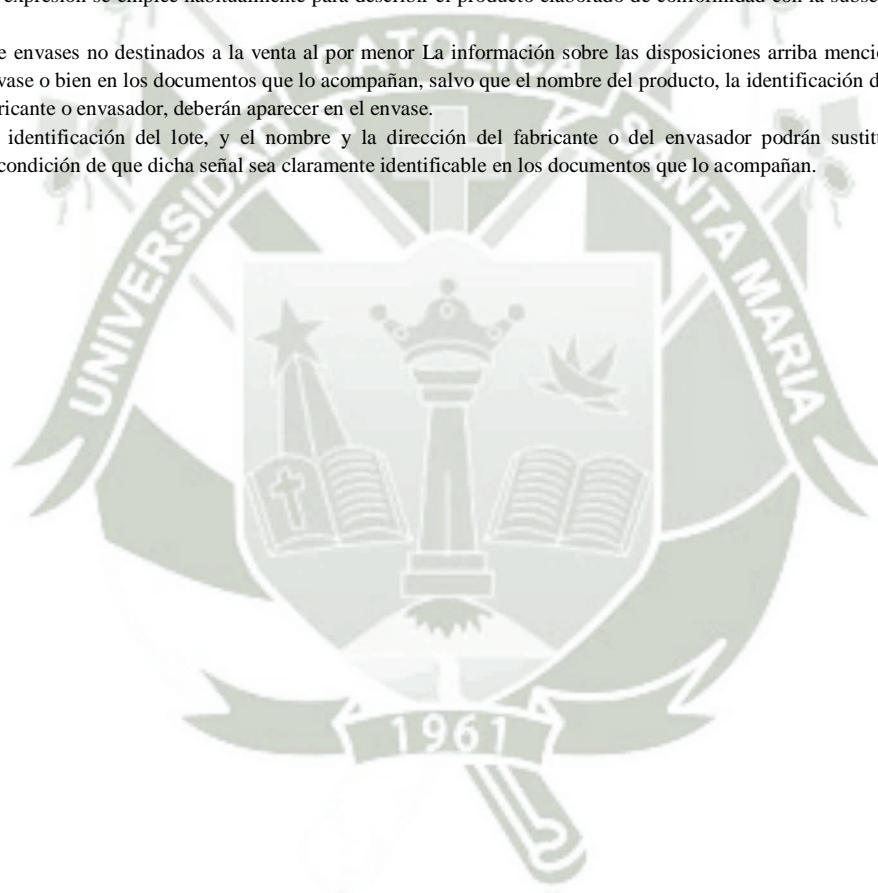 expresión se emplee habitualmente para describir el producto elaborado de conformidad con la
e envases no destinados a la venta al por menor La información sobre las disposiciones arriba
vase o bien en los documentos que lo acompañan, salvo que el nombre del producto, la identificación
ricante o envasador, deberán aparecer en el envase.
identificación del lote, y el nombre y la dirección del fabricante o del envasador podrán
condición de que dicha señal sea claramente identificable en los documentos que lo acompañan.
CATOLICA
UNIVERSIDAD
SANTA MARIA
1961